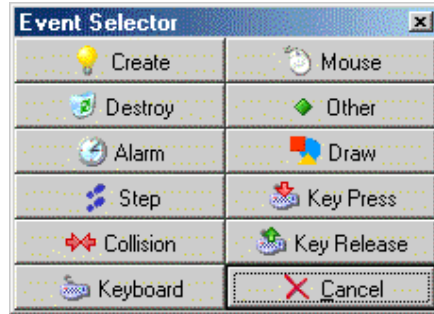 Event Selector
Create
Mouse
Destroy
Other
Alarm
Draw
Step
Key Press
Collision
Key Release
Keyboard
Cancel